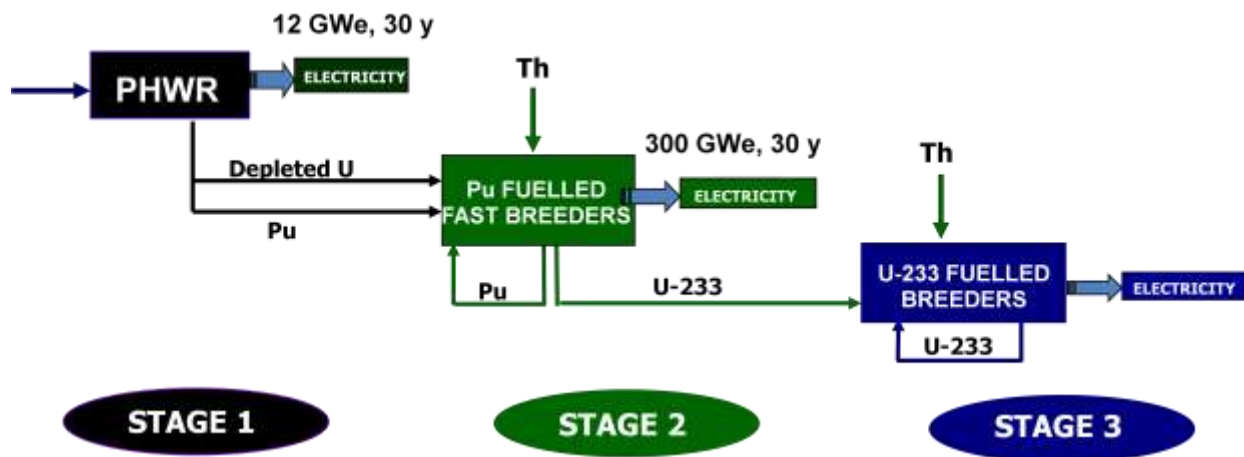 12 GWe, 30 y
PHWR
ELECTRICITY
Th
300 GWe, 30 y
Depleted U
Pu
Pu FUELLED
FAST BREEDERS
ELECTRICITY
Th
Pu
U-233
U-233 FUELLED
BREEDERS
ELECTRICITY
U-233
STAGE 1
STAGE 2
STAGE 3